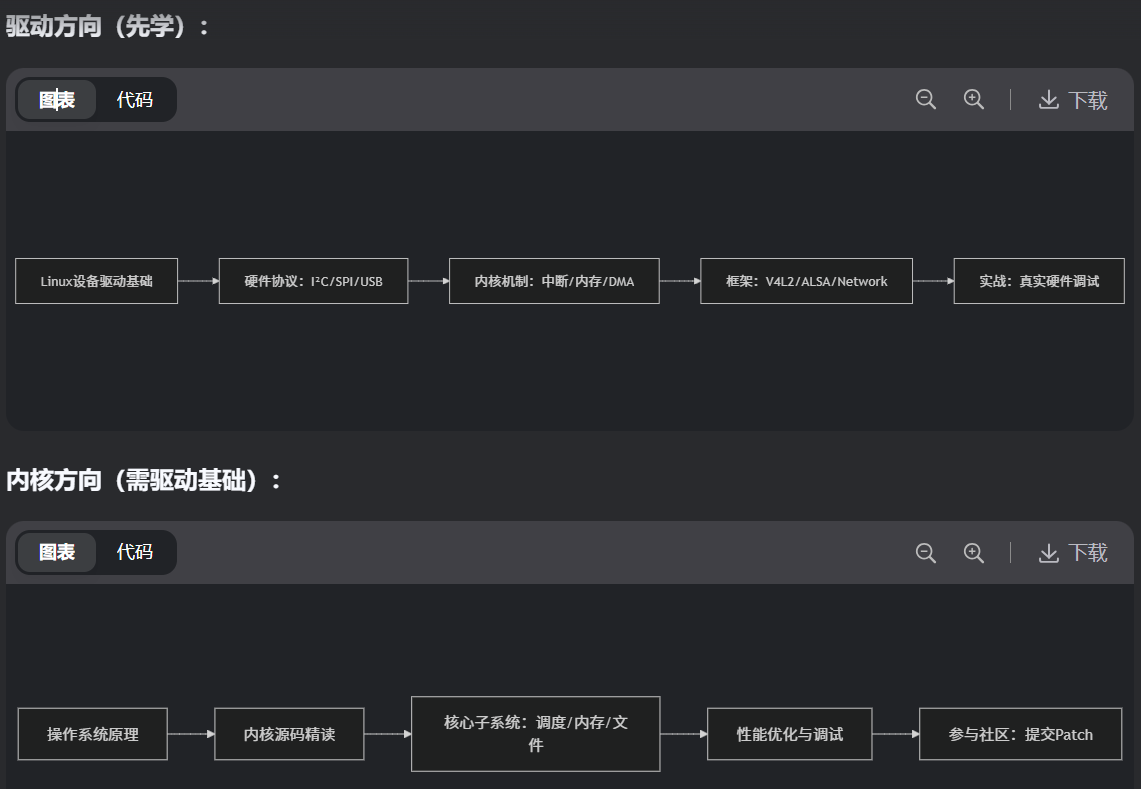 驱动方向（先学）：
图表 代码 下载
Linux设备驱动基础 硬件协议：I²C/SPI/USB 内核机制：中断/内存/DMA 框架：V4L2/ALSA/Network 实战：真实硬件调试
内核方向（需驱动基础）：
图表 代码 下载
操作系统原理 内核源码精读 核心子系统：调度/内存/文
件 性能优化与调试 参与社区：提交Patch